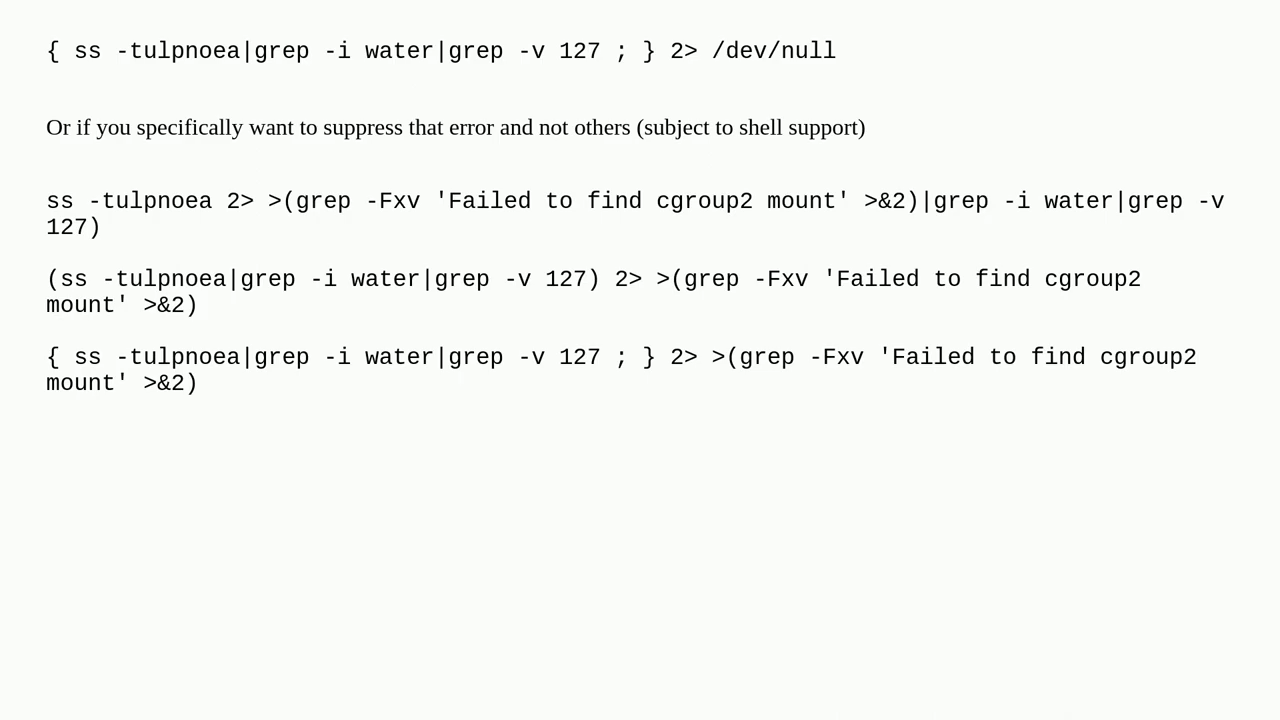 { ss -tulpnoea|grep -i water|grep -v 127 ; } 2> /dev/null
Or if you specifically want to suppress that error and not others (subject to shell support)
ss -tulpnoea 2> >(grep -Fxv 'Failed to find cgroup2 mount' >&2)|grep -i water|grep -v
127)
(ss -tulpnoea|grep -i water|grep -v 127) 2> >(grep -Fxv 'Failed to find cgroup2
mount' >&2)
{ ss -tulpnoea|grep -i water|grep -v 127 ; } 2> >(grep -Fxv 'Failed to find cgroup2
mount' >&2)